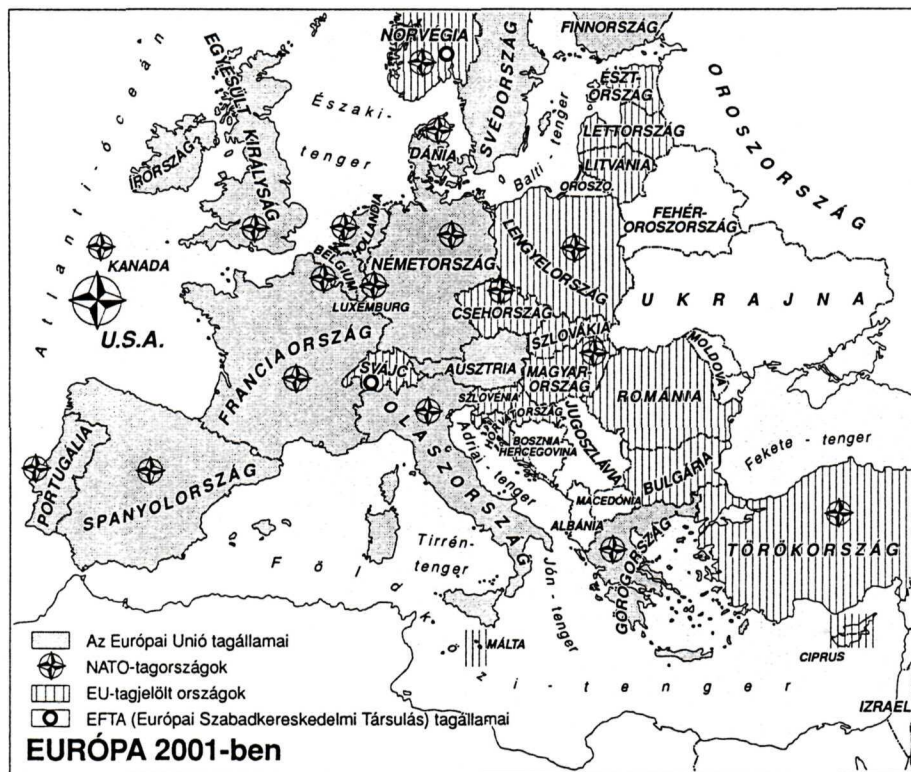 FINNORSZÁG
NORVÉGIA
SVÉDORSZÁG
OROSZORSZÁG
EGYESÜLT
KIRÁLYSÁG
ÉSZT-
ORSZÁG
Északi-
tenger
LETTORSZÁG
DÁNIA
Balti - tenger
LITVÁNIA
ÍRORSZÁG
OROSZO.
FEHÉR-
OROSZORSZÁG
Atlanti-óceán
HOLLANDIA
LENGYELORSZÁG
BELGIUM
NÉMETORSZÁG
KANADA
UKRAJNA
LUXEMBURG
CSEHORSZÁG
U.S.A.
SZLOVÁKIA
MOLDOVA
FRANCIAORSZÁG
SVÁJC
AUSZTRIA
MAGYAR-
ORSZÁG
ROMÁNIA
SZLOVÉNIA
HORVÁTORSZÁG
OLASZORSZÁG
Adriai-tenger
BOSZNIA-
HERCEGOVINA
JUGOSZLÁVIA
Fekete - tenger
PORTUGÁLIA
SPANYOLORSZÁG
BULGÁRIA
MACEDÓNIA
ALBÁNIA
Tirrén-
tenger
TÖRÖKORSZÁG
GÖRÖGORSZÁG
Jón - tenger
Földközi-tenger
MÁLTA
CIPRUS
IZRAEL
Az Európai Unió tagállamai
NATO-tagországok
EU-tagjelölt országok
EFTA (Európai Szabadkereskedelmi Társulás) tagállamai
EURÓPA 2001-ben